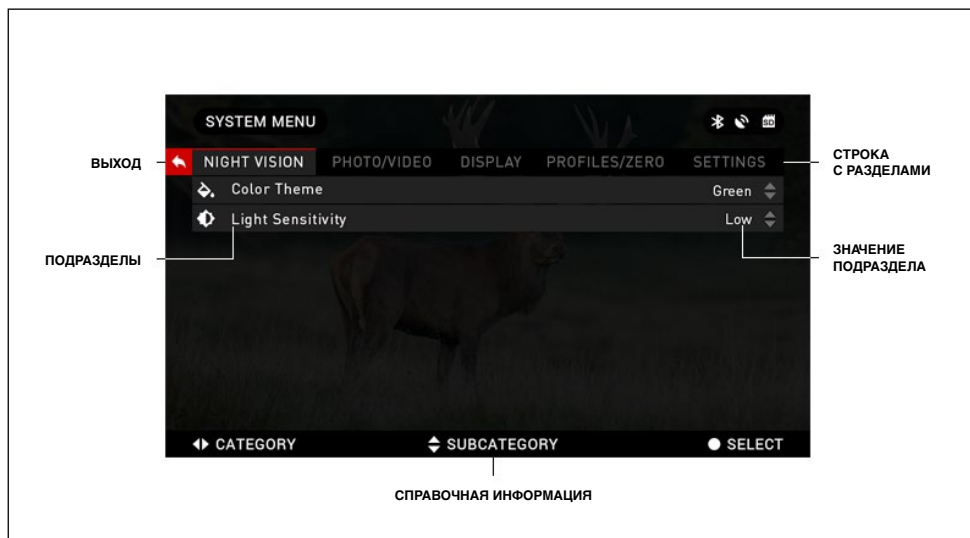 SYSTEM MENU
SD
ВЫХОД
NIGHT VISION PHOTO/VIDEO DISPLAY PROFILES/ZERO SETTINGS
СТРОКА
С РАЗДЕЛАМИ
Color Theme Green
Light Sensitivity Low
ПОДРАЗДЕЛЫ
ЗНАЧЕНИЕ
ПОДРАЗДЕЛА
CATEGORY SUBCATEGORY SELECT
СПРАВОЧНАЯ ИНФОРМАЦИЯ